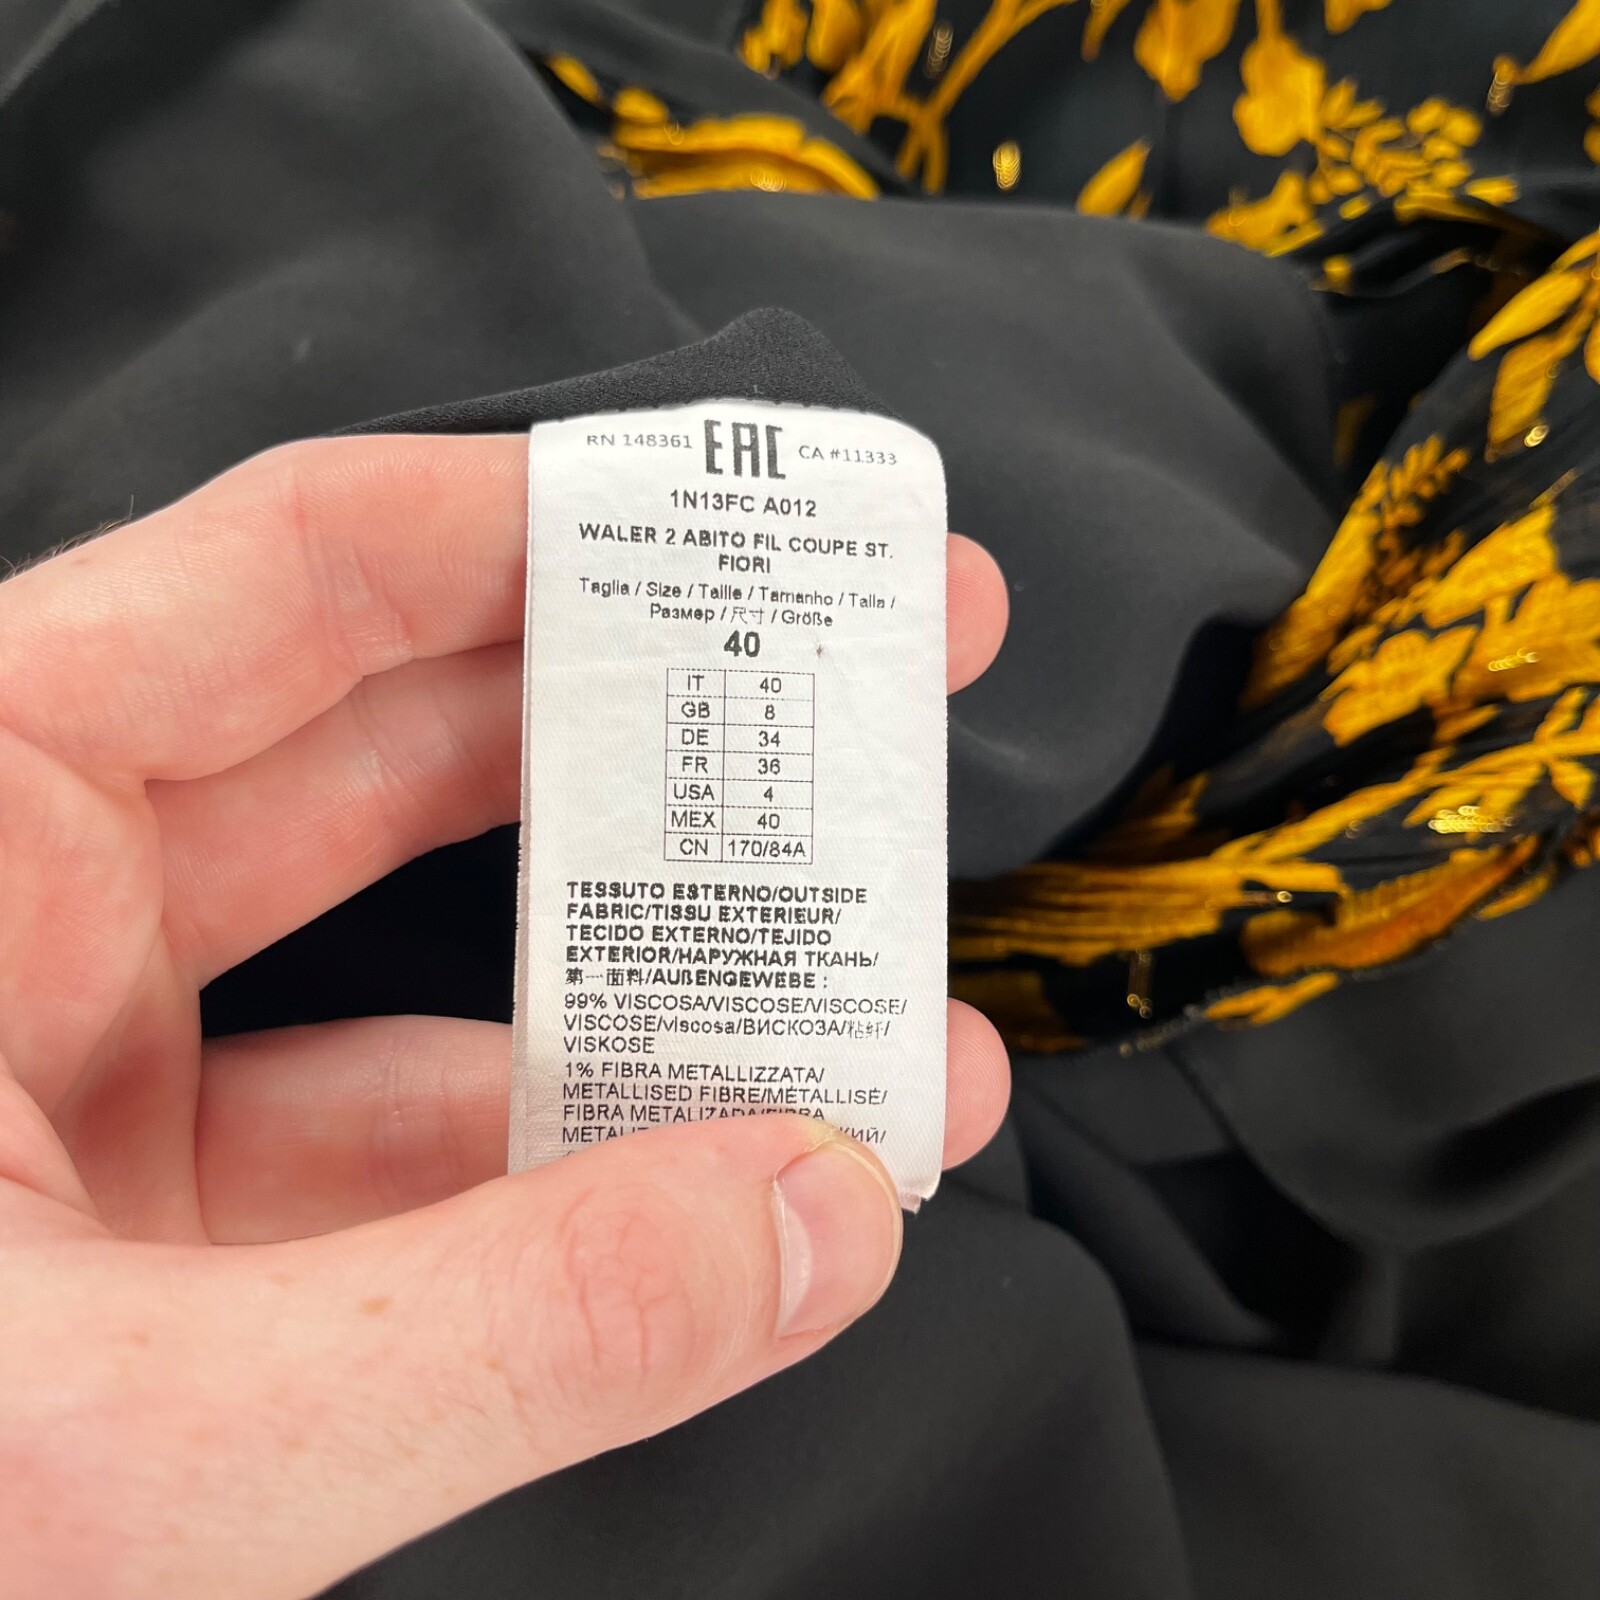 RN 148361 EAC CA #11333
1N13FC A012
WALER 2 ABITO FIL COUPE ST.
FIORI
Taglia / Size / Taille / Tamanho / Talla /
Размер / 尺寸 / Größe
40
IT 40
GB 8
DE 34
FR 36
USA 4
MEX 40
CN 170/84A
TESSUTO ESTERNO/OUTSIDE
FABRIC/TISSU EXTERIEUR/
TECIDO EXTERNO/TEJIDO
EXTERIOR/НАРУЖНАЯ ТКАНЬ/
第一面料/AUßENGEWEBE :
99% VISCOSA/VISCOSE/VISCOSE/
VISCOSE/viscosa/ВИСКОЗА/粘纤/
VISKOSE
1% FIBRA METALLIZZATA/
METALLISED FIBRE/MÉTALLISÉ/
FIBRA METALIZADA/FIBRA